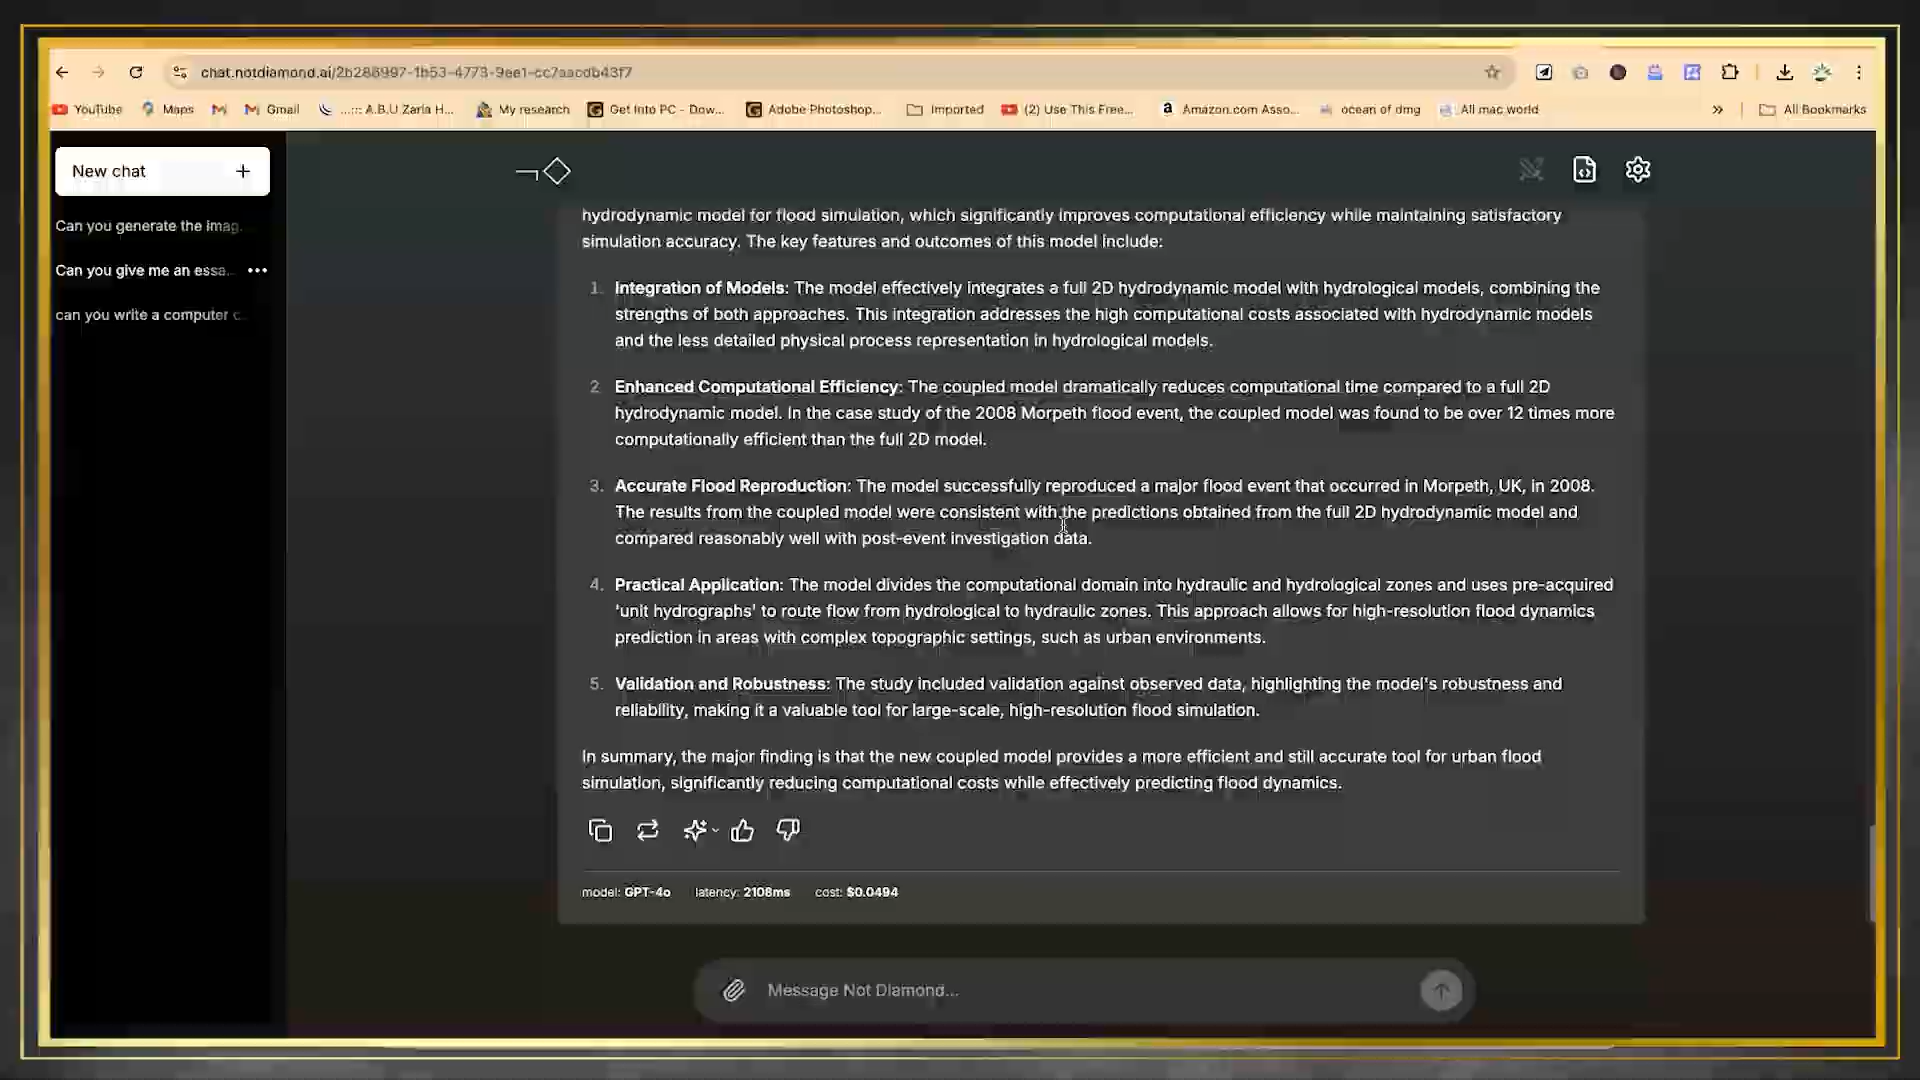 chat.notdiamond.ai/2b286997-1b53-4773-9ee1-cc7aacdb43f7
YouTube
Maps
Gmail
...::: A.B.U Zaria H...
My research
Get Into PC - Dow...
Adobe Photoshop...
Imported
(2) Use This Free...
Amazon.com Asso...
ocean of dmg
All mac world
»
All Bookmarks
New chat
Can you generate the imag.
Can you give me an essa...
can you write a computer c
hydrodynamic model for flood simulation, which significantly improves computational efficiency while maintaining satisfactory
simulation accuracy. The key features and outcomes of this model include:
1. Integration of Models: The model effectively integrates a full 2D hydrodynamic model with hydrological models, combining the
strengths of both approaches. This integration addresses the high computational costs associated with hydrodynamic models
and the less detailed physical process representation in hydrological models.
2. Enhanced Computational Efficiency: The coupled model dramatically reduces computational time compared to a full 2D
hydrodynamic model. In the case study of the 2008 Morpeth flood event, the coupled model was found to be over 12 times more
computationally efficient than the full 2D model.
3. Accurate Flood Reproduction: The model successfully reproduced a major flood event that occurred in Morpeth, UK, in 2008.
The results from the coupled model were consistent with the predictions obtained from the full 2D hydrodynamic model and
compared reasonably well with post-event investigation data.
4. Practical Application: The model divides the computational domain into hydraulic and hydrological zones and uses pre-acquired
'unit hydrographs' to route flow from hydrological to hydraulic zones. This approach allows for high-resolution flood dynamics
prediction in areas with complex topographic settings, such as urban environments.
5. Validation and Robustness: The study included validation against observed data, highlighting the model's robustness and
reliability, making it a valuable tool for large-scale, high-resolution flood simulation.
In summary, the major finding is that the new coupled model provides a more efficient and still accurate tool for urban flood
simulation, significantly reducing computational costs while effectively predicting flood dynamics.
model: GPT-4o latency: 2108ms cost: $0.0494
Message Not Diamond...